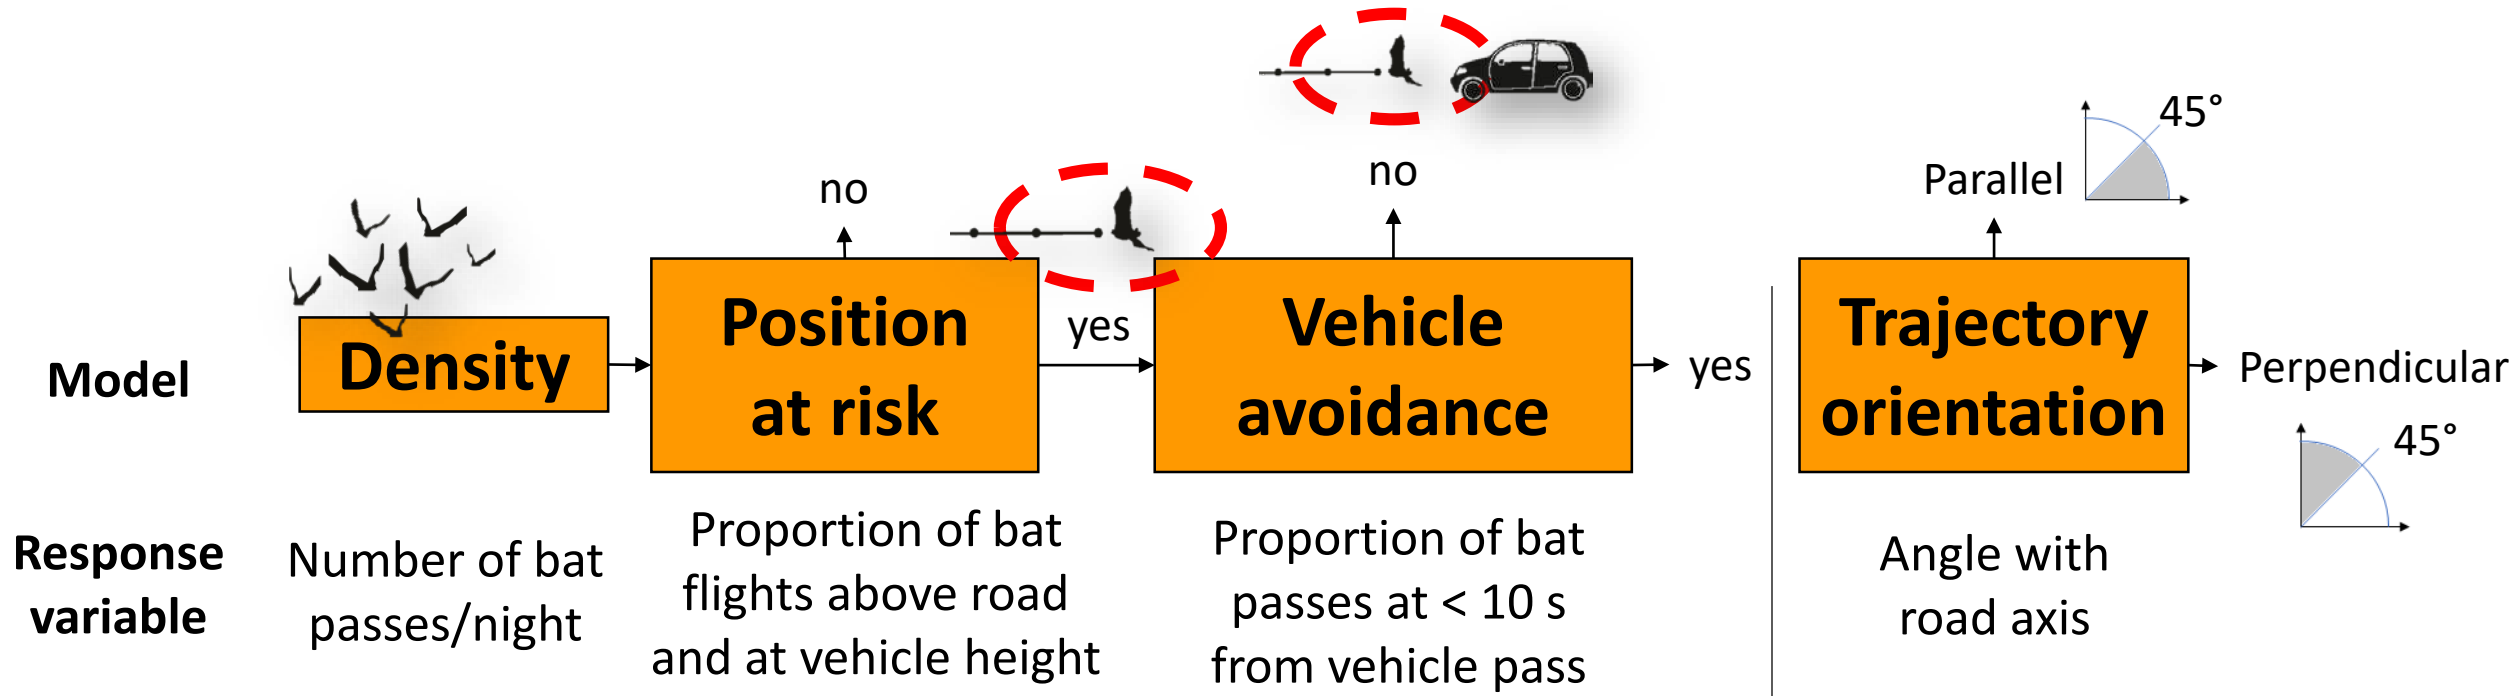 45°
no
Parallel
no
Model
Density
Position
at risk
yes
Vehicle
avoidance
yes
Trajectory
orientation
Perpendicular
45°
Response
variable
Number of bat
passes/night
Proportion of bat
flights above road
and at vehicle height
Proportion of bat
passes at < 10 s
from vehicle pass
Angle with
road axis